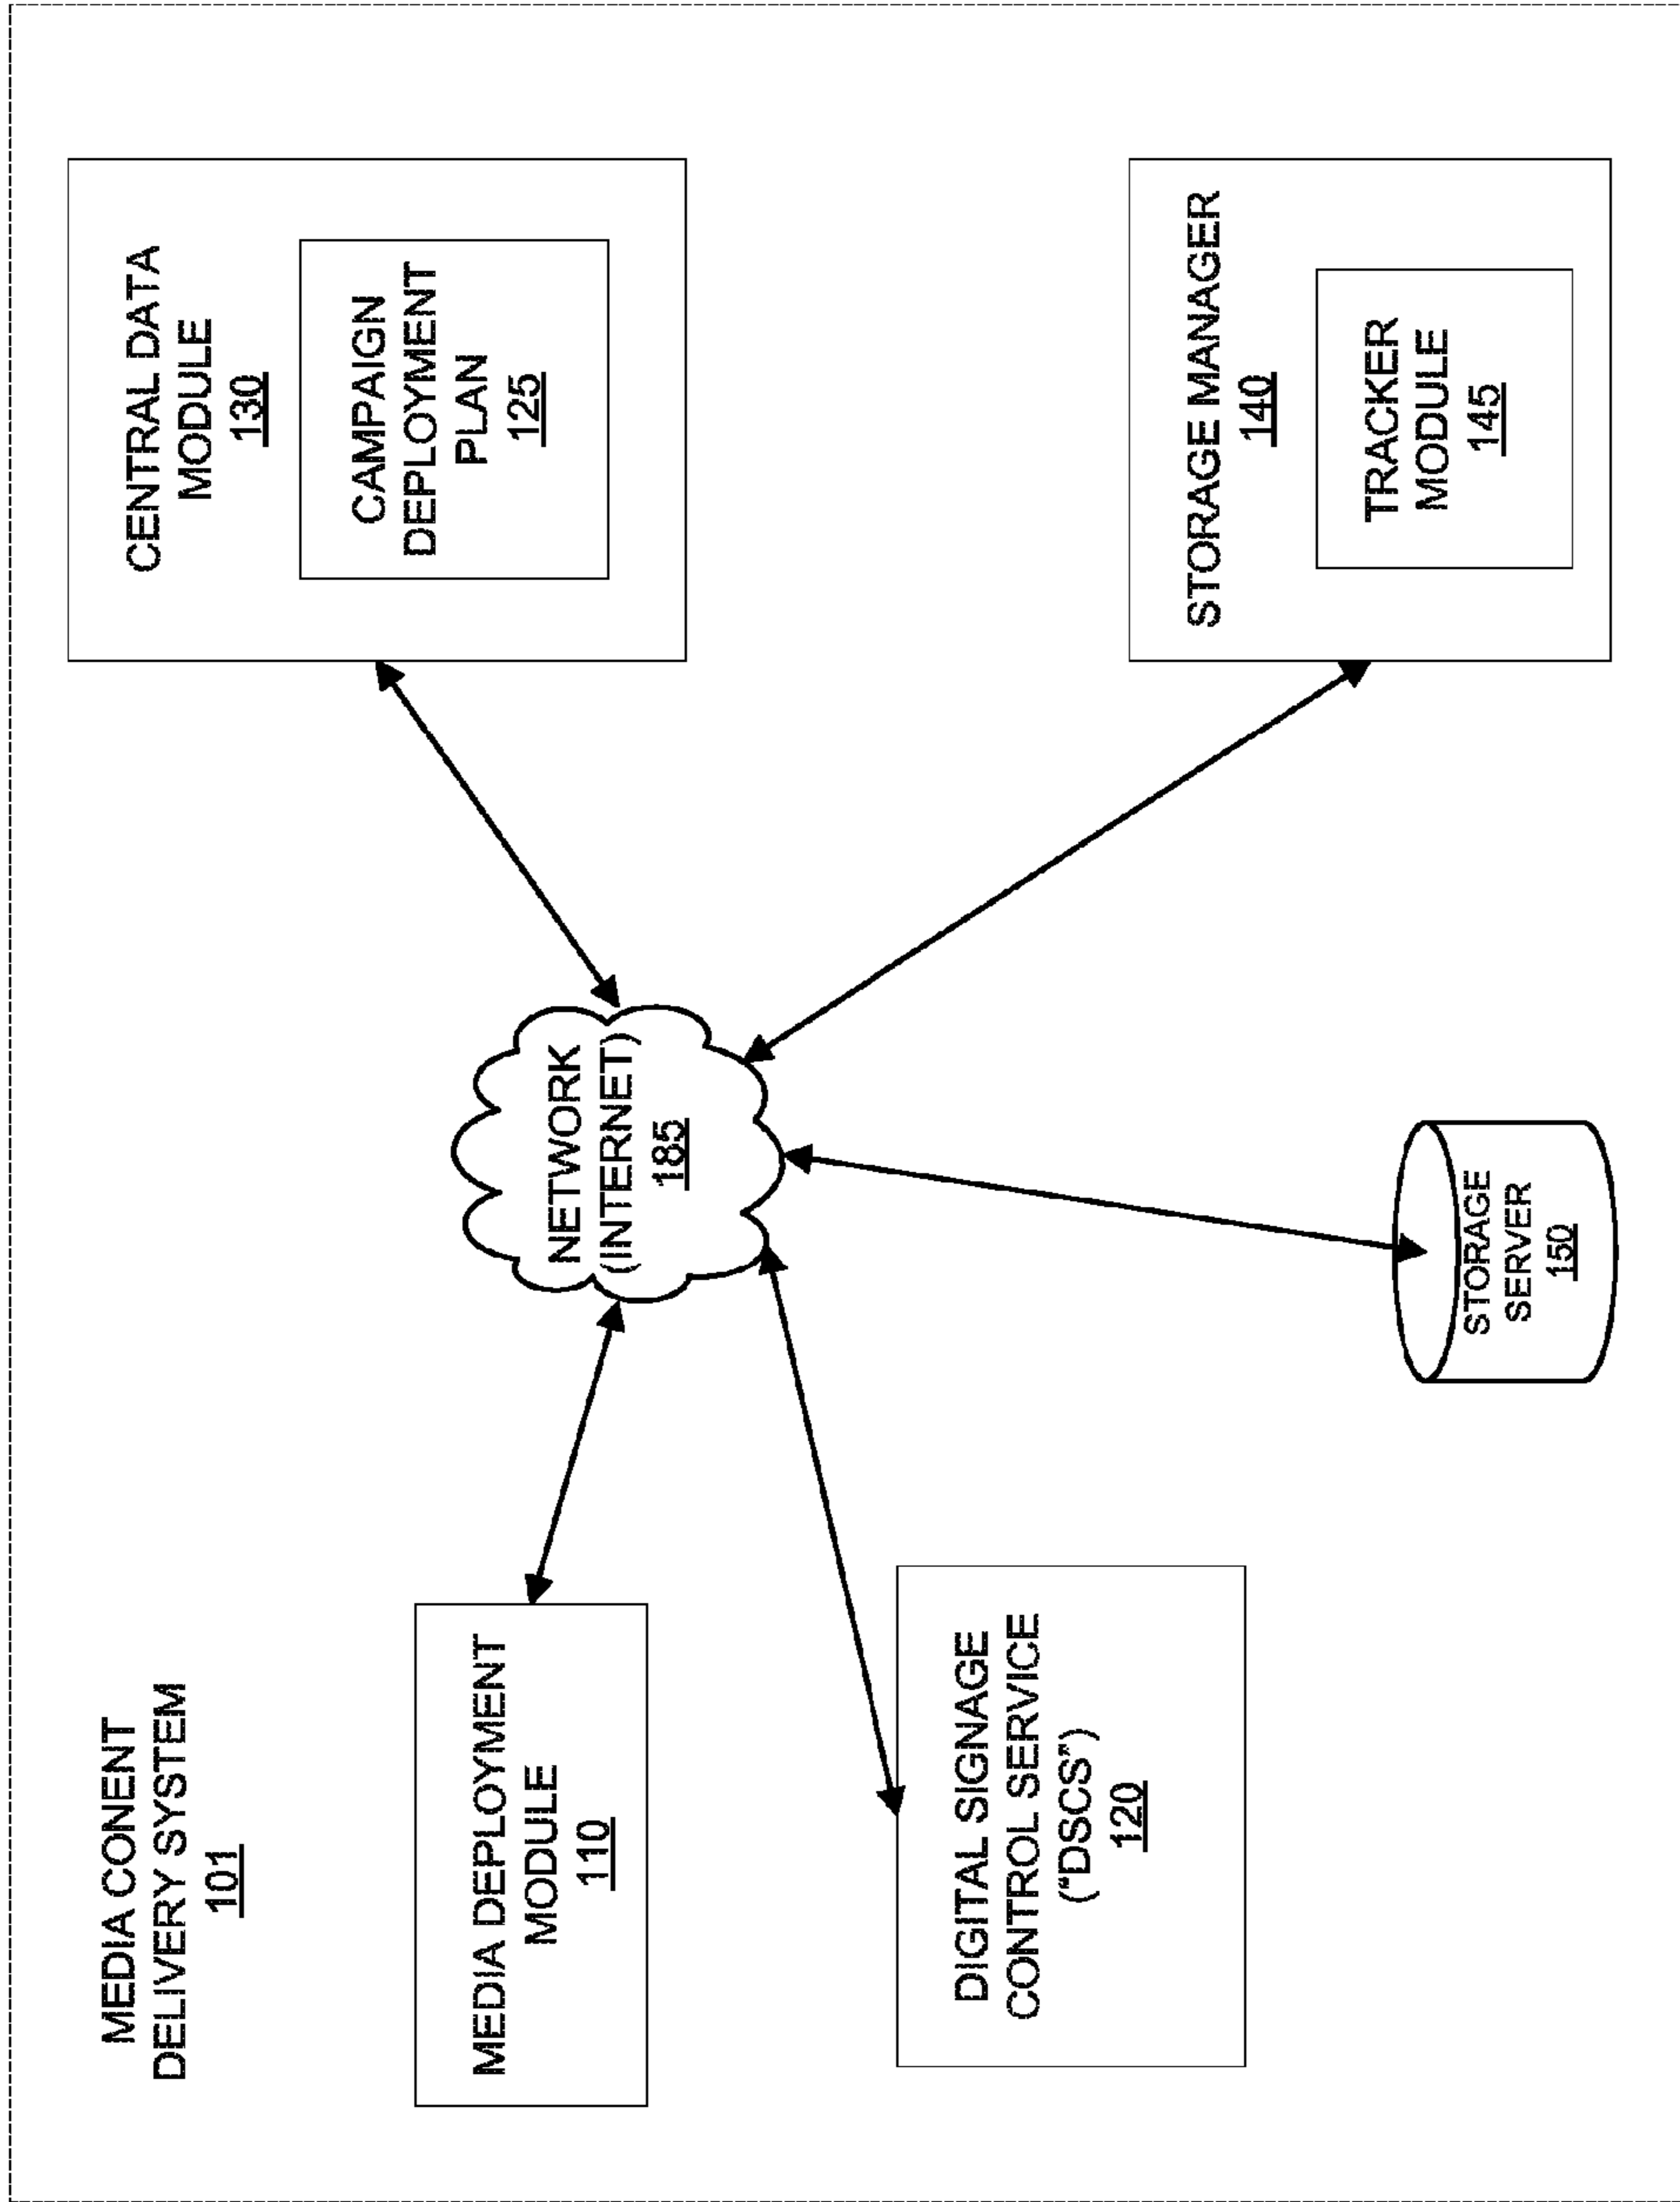 MEDIA CONENT
DELIVERY SYSTEM
101
MEDIA DEPLOYMENT
MODULE
110
DIGITAL SIGNAGE
CONTROL SERVICE
("DSCS")
120
NETWORK
(INTERNET)
185
STORAGE
SERVER
150
CENTRAL DATA
MODULE
130
CAMPAIGN
DEPLOYMENT
PLAN
125
STORAGE MANAGER
140
TRACKER
MODULE
145